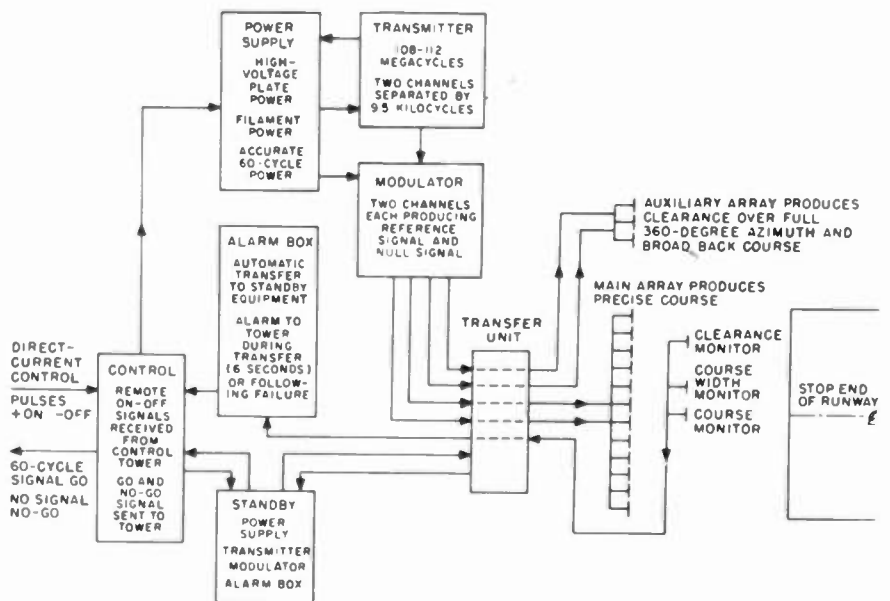 POWER
SUPPLY
HIGH-
VOLTAGE
PLATE
POWER
FILAMENT
POWER
ACCURATE
60-CYCLE
POWER
TRANSMITTER
108-112
MEGACYCLES
TWO CHANNELS
SEPARATED BY
9.5 KILOCYCLES
MODULATOR
TWO CHANNELS
EACH PRODUCING
REFERENCE
SIGNAL AND
NULL SIGNAL
AUXILIARY ARRAY PRODUCES
CLEARANCE OVER FULL
360-DEGREE AZIMUTH AND
BROAD BACK COURSE
ALARM BOX
AUTOMATIC
TRANSFER
TO STANDBY
EQUIPMENT
ALARM TO
TOWER
DURING
TRANSFER
(6 SECONDS)
OR FOLLOW-
ING FAILURE
MAIN ARRAY PRODUCES
PRECISE COURSE
TRANSFER
UNIT
CLEARANCE
MONITOR
COURSE
WIDTH MONITOR
COURSE MONITOR
STOP END
OF RUNWAY
DIRECT-
CURRENT
CONTROL
PULSES
+ON -OFF
60-CYCLE
SIGNAL GO
NO SIGNAL
NO-GO
CONTROL
REMOTE
ON-OFF
SIGNALS
RECEIVED
FROM
CONTROL
TOWER
GO AND
NO-GO
SIGNAL
SENT TO
TOWER
STANDBY
POWER
SUPPLY
TRANSMITTER
MODULATOR
ALARM BOX